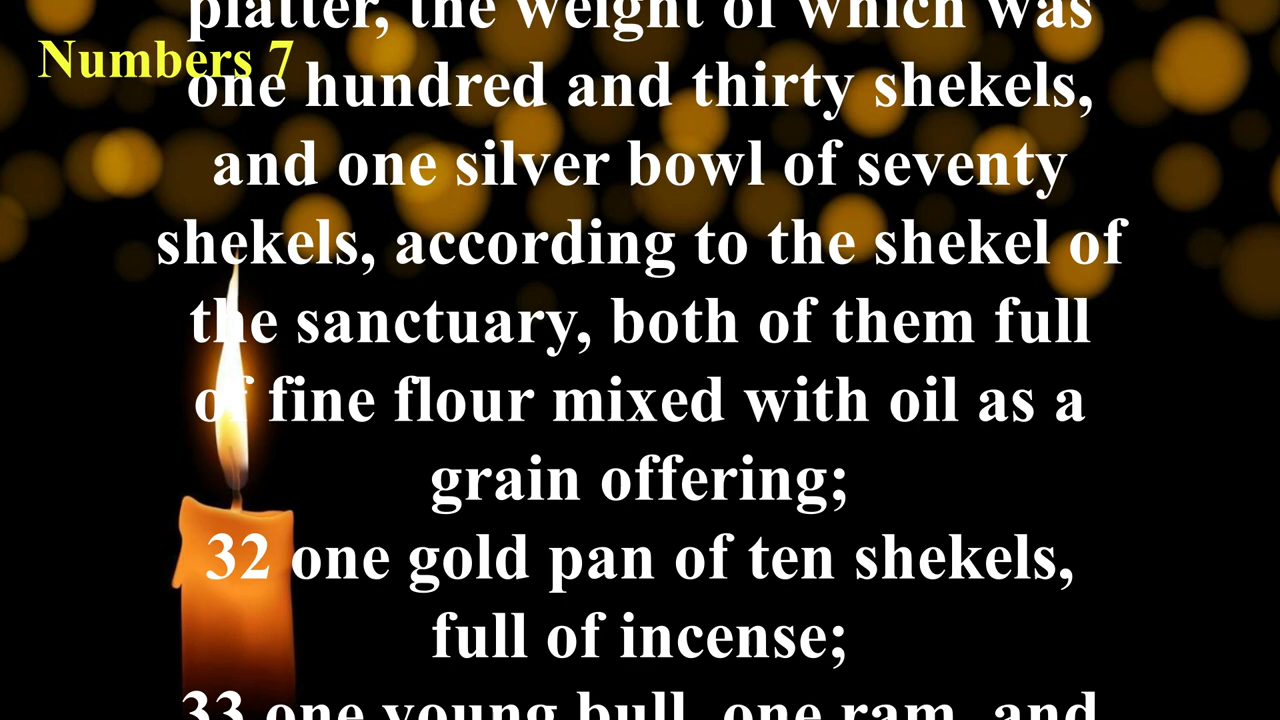 platter, the weight of which was
Numbers 7
one hundred and thirty shekels,
and one silver bowl of seventy
shekels, according to the shekel of
the sanctuary, both of them full
of fine flour mixed with oil as a
grain offering;
32 one gold pan of ten shekels,
full of incense;
33 one young bull, one ram, and